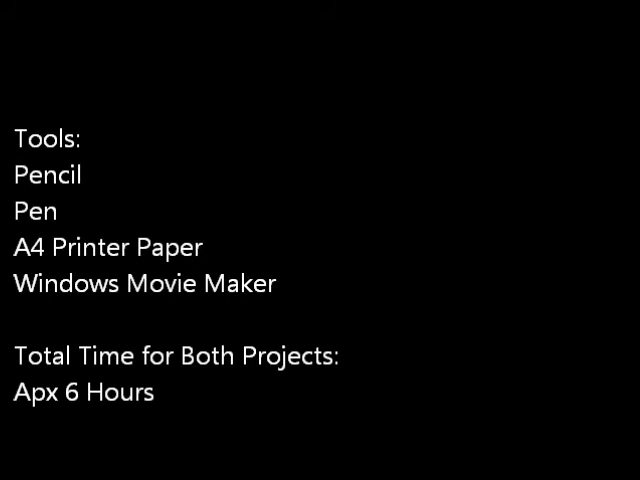 Tools:
Pencil
Pen
A4 Printer Paper
Windows Movie Maker
Total Time for Both Projects:
Apx 6 Hours